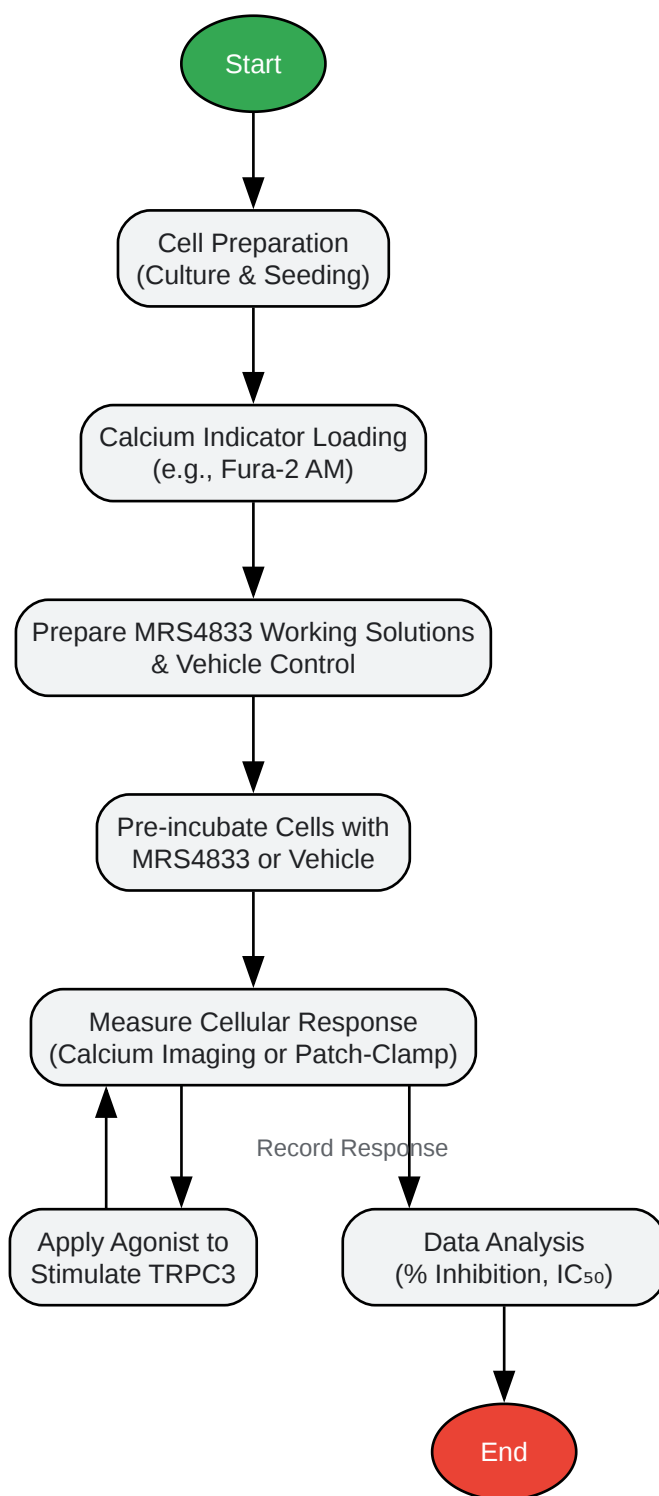 Start
Cell Preparation
(Culture & Seeding)
Calcium Indicator Loading
(e.g., Fura-2 AM)
Prepare MRS4833 Working Solutions
& Vehicle Control
Pre-incubate Cells with
MRS4833 or Vehicle
Measure Cellular Response
(Calcium Imaging or Patch-Clamp)
Record Response
Apply Agonist to
Stimulate TRPC3
Data Analysis
(% Inhibition, IC₅₀)
End